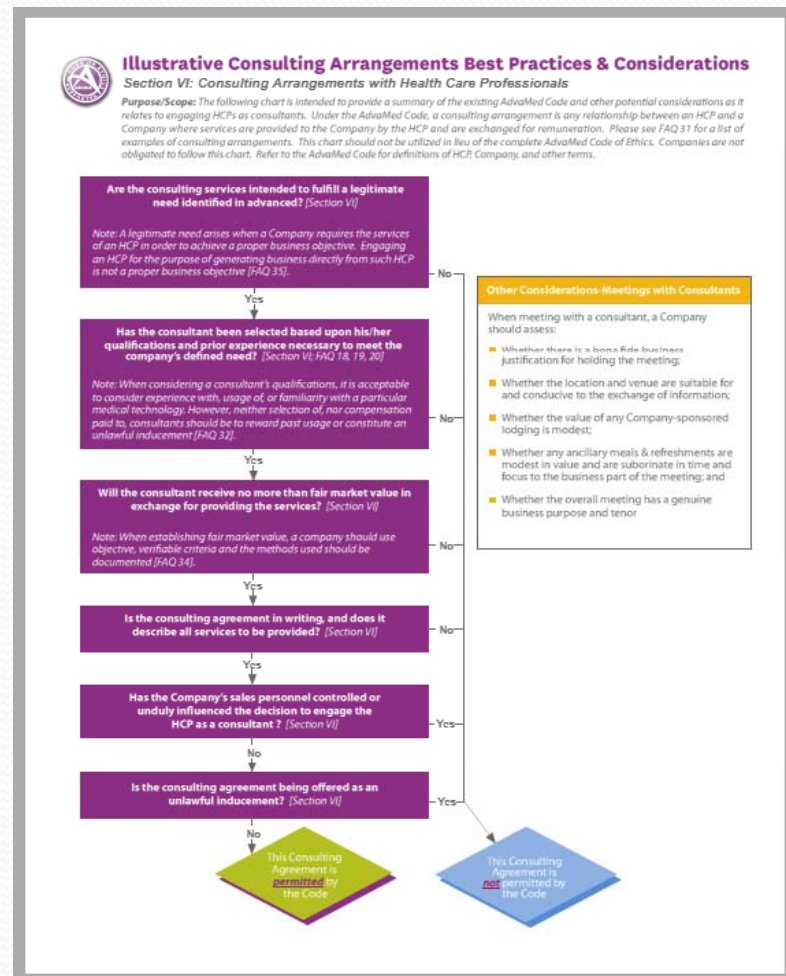 Illustrative Consulting Arrangements Best Practices & Considerations
Section VI: Consulting Arrangements with Health Care Professionals
Purpose/Scope: The following chart is intended to provide a summary of the existing AdvaMed Code and other potential considerations as it
relates to engaging HCPs as consultants. Under the AdvaMed Code, a consulting arrangement is any relationship between an HCP and a
Company where services are provided to the Company by the HCP and are exchanged for remuneration. Please see FAQ 31 for a list of
examples of consulting arrangements. This chart should not be utilized in lieu of the complete AdvaMed Code of Ethics. Companies are not
obligated to follow this chart. Refer to the AdvaMed Code for definitions of HCP, Company, and other terms.
Are the consulting services intended to fulfill a legitimate
need identified in advanced? [Section VI]
Note: A legitimate need arises when a Company requires the services
of an HCP in order to achieve a proper business objective. Engaging
an HCP for the purpose of generating business directly from such HCP
is not a proper business objective [FAQ 35].
No
Yes
Has the consultant been selected based upon his/her
qualifications and prior experience necessary to meet the
company's defined need? [Section VI; FAQ 18, 19, 20]
Note: When considering a consultant's qualifications, it is acceptable
to consider experience with, usage of, or familiarity with a particular
medical technology. However, neither selection of, nor compensation
paid to, consultants should be to reward past usage or constitute an
unlawful inducement [FAQ 32].
No
Yes
Will the consultant receive no more than fair market value in
exchange for providing the services? [Section VI]
Note: When establishing fair market value, a company should use
objective, verifiable criteria and the methods used should be
documented [FAQ 34].
No
Yes
Is the consulting agreement in writing, and does it
describe all services to be provided? [Section VI]
No
Yes
Has the Company's sales personnel controlled or
unduly influenced the decision to engage the
HCP as a consultant ? [Section VI]
Yes
No
Is the consulting agreement being offered as an
unlawful inducement? [Section VI]
Yes
No
This Consulting
Agreement is
permitted by
the Code
This Consulting
Agreement is
not permitted by
the Code
Other Considerations-Meetings with Consultants
When meeting with a consultant, a Company
should assess:
Whether there is a bona fide business
justification for holding the meeting;
Whether the location and venue are suitable for
and conducive to the exchange of information;
Whether the value of any Company-sponsored
lodging is modest;
Whether any ancillary meals & refreshments are
modest in value and are suborinate in time and
focus to the business part of the meeting; and
Whether the overall meeting has a genuine
business purpose and tenor